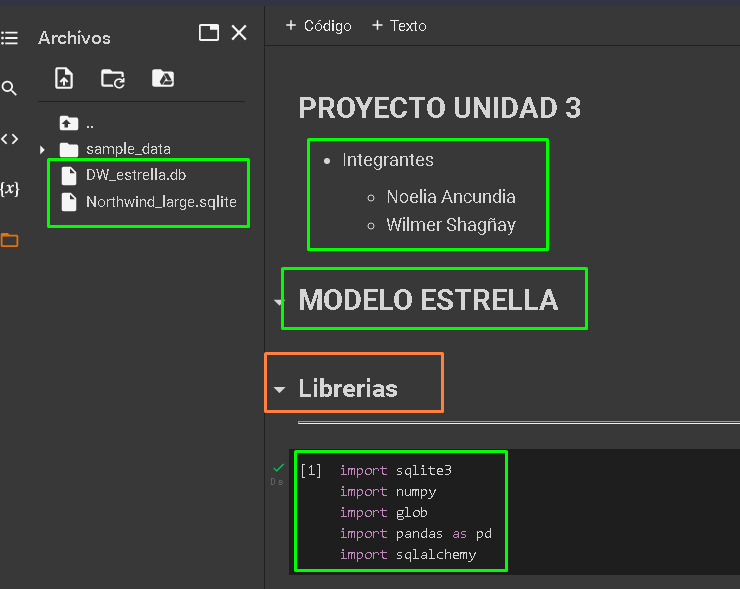 Archivos
..
sample_data
DW_estrella.db
Northwind_large.sqlite
{x}
+ Código + Texto
PROYECTO UNIDAD 3
• Integrantes
○ Noelia Ancundia
○ Wilmer Shagñay
MODELO ESTRELLA
Librerias
[1] import sqlite3
0 s
import numpy
import glob
import pandas as pd
import sqlalchemy